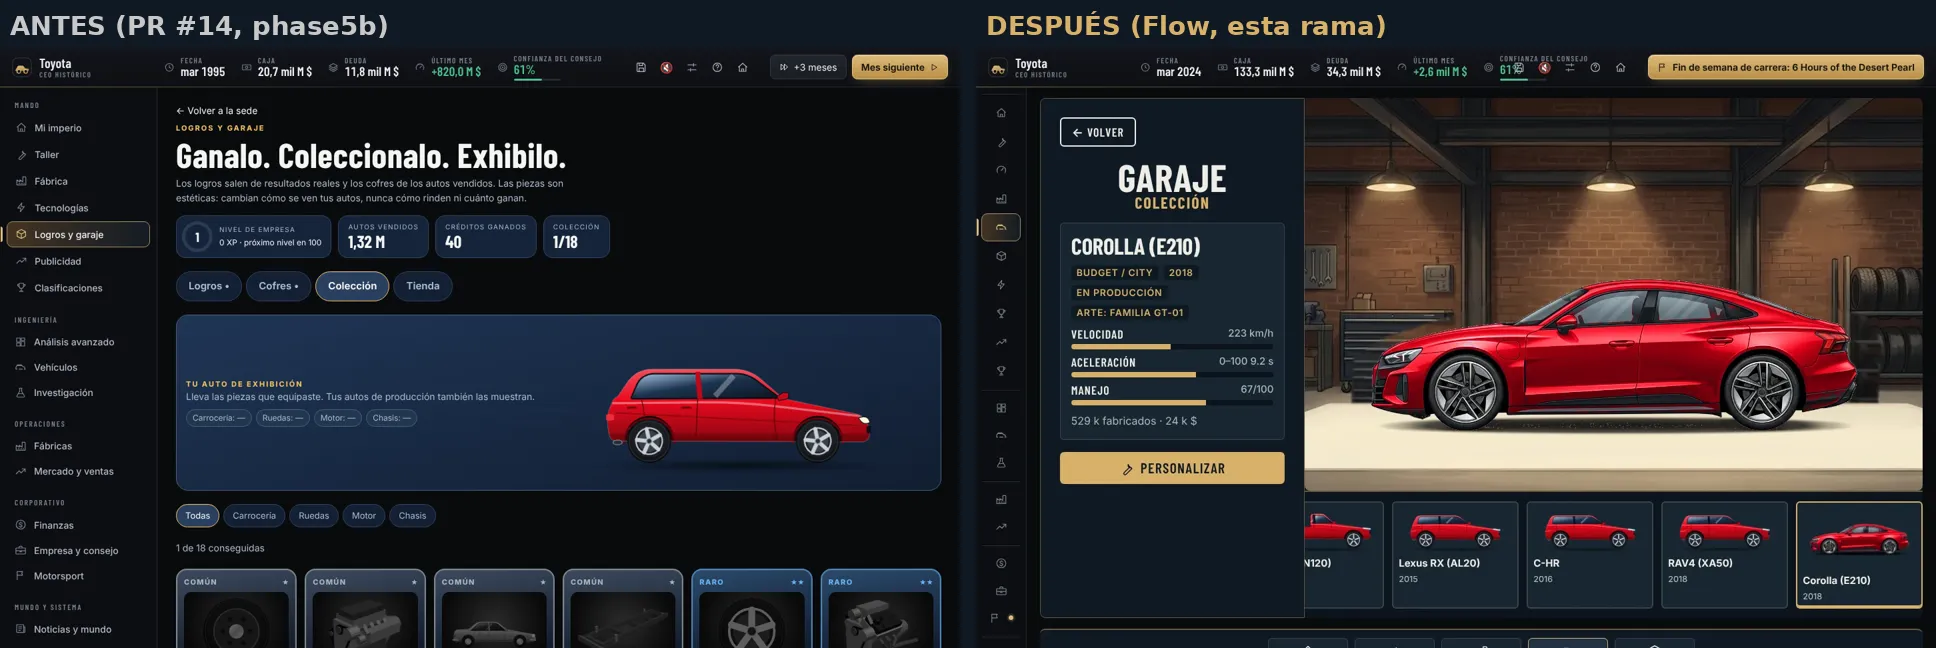 ANTES (PR #14, phase5b)
Toyota
CEO HISTÓRICO
FECHA
mar 1995
CAJA
20,7 mil M $
DEUDA
11,8 mil M $
ÚLTIMO MES
+820,0 M $
CONFIANZA DEL CONSEJO
61%
+3 meses
Mes siguiente
MANDO
Mi imperio
Taller
Fábrica
Tecnologías
Logros y garaje
Publicidad
Clasificaciones
INGENIERÍA
Análisis avanzado
Vehículos
Investigación
OPERACIONES
Fábricas
Mercado y ventas
CORPORATIVO
Finanzas
Empresa y consejo
Motorsport
MUNDO Y SISTEMA
Noticias y mundo
← Volver a la sede
LOGROS Y GARAJE
Ganalo. Coleccionalo. Exhibilo.
Los logros salen de resultados reales y los cofres de los autos vendidos. Las piezas son
estéticas: cambian cómo se ven tus autos, nunca cómo rinden ni cuánto ganan.
1
NIVEL DE EMPRESA
0 XP · próximo nivel en 100
AUTOS VENDIDOS
1,32 M
CRÉDITOS GANADOS
40
COLECCIÓN
1/18
Logros •
Cofres •
Colección
Tienda
TU AUTO DE EXHIBICIÓN
Lleva las piezas que equipaste. Tus autos de producción también las muestran.
Carrocería: —
Ruedas: —
Motor: —
Chasis: —
Todas
Carrocería
Ruedas
Motor
Chasis
1 de 18 conseguidas
COMÚN ★
COMÚN ★
COMÚN ★
COMÚN ★
RARO ★★
RARO ★★
DESPUÉS (Flow, esta rama)
Toyota
CEO HISTÓRICO
FECHA
mar 2024
CAJA
133,3 mil M $
DEUDA
34,3 mil M $
ÚLTIMO MES
+2,6 mil M $
CONFIANZA DEL CONSEJO
61%
Fin de semana de carrera: 6 Hours of the Desert Pearl
← VOLVER
GARAJE
COLECCIÓN
COROLLA (E210)
BUDGET / CITY
2018
EN PRODUCCIÓN
ARTE: FAMILIA GT-01
VELOCIDAD
223 km/h
ACELERACIÓN
0–100 9.2 s
MANEJO
67/100
529 k fabricados · 24 k $
PERSONALIZAR
N120)
Lexus RX (AL20)
2015
C-HR
2016
RAV4 (XA50)
2018
Corolla (E210)
2018